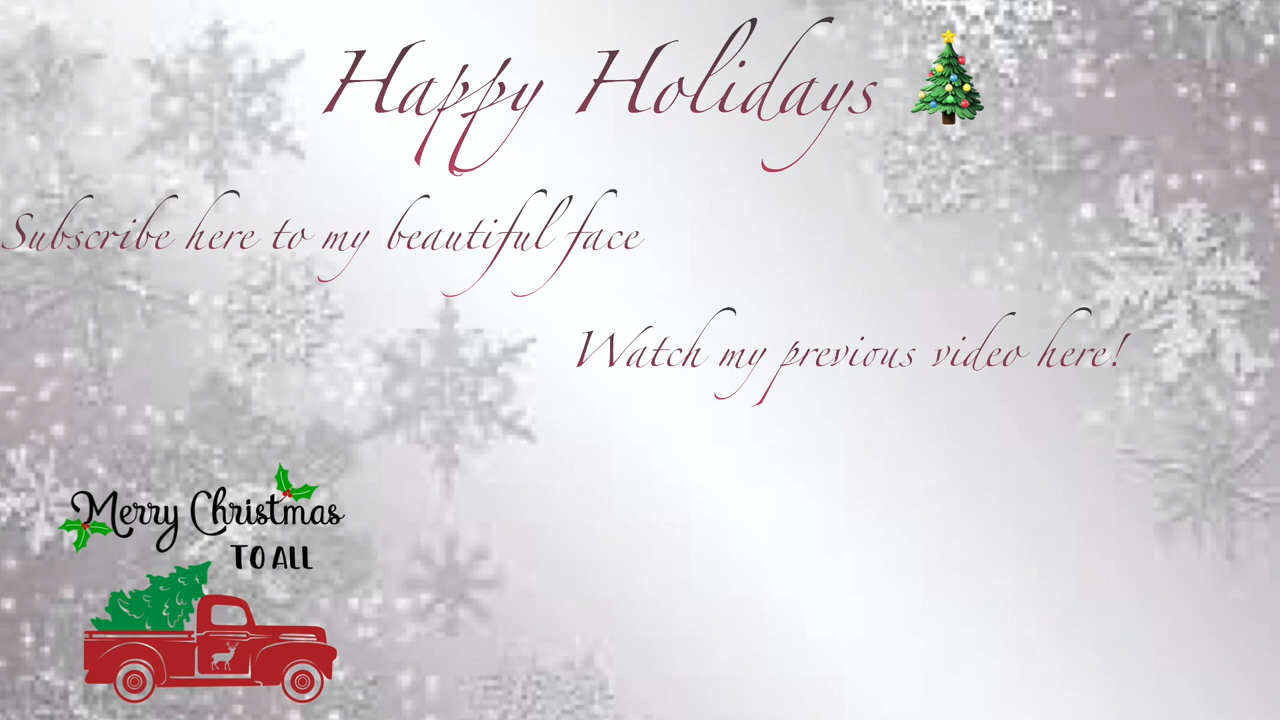 Happy Holidays 🎄
Subscribe here to my beautiful face
Watch my previous video here!
Merry Christmas
TO ALL